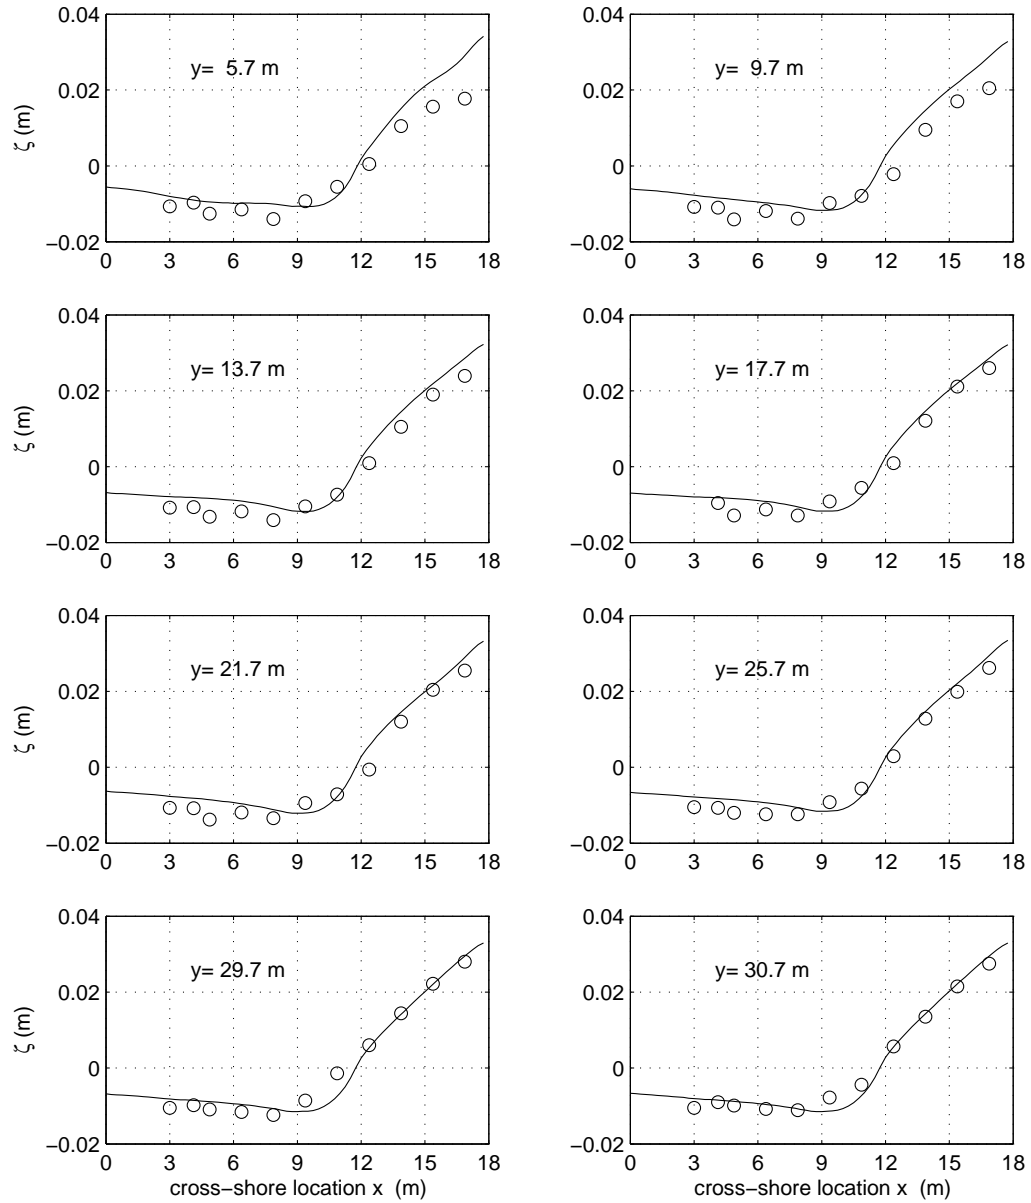 0.04
0.02
0
−0.02
ζ (m)
y= 5.7 m
0 3 6 9 12 15 18
0.04
0.02
0
−0.02
y= 9.7 m
0 3 6 9 12 15 18
0.04
0.02
0
−0.02
ζ (m)
y= 13.7 m
0 3 6 9 12 15 18
0.04
0.02
0
−0.02
y= 17.7 m
0 3 6 9 12 15 18
0.04
0.02
0
−0.02
ζ (m)
y= 21.7 m
0 3 6 9 12 15 18
0.04
0.02
0
−0.02
y= 25.7 m
0 3 6 9 12 15 18
0.04
0.02
0
−0.02
ζ (m)
y= 29.7 m
0 3 6 9 12 15 18
cross−shore location x (m)
0.04
0.02
0
−0.02
y= 30.7 m
0 3 6 9 12 15 18
cross−shore location x (m)